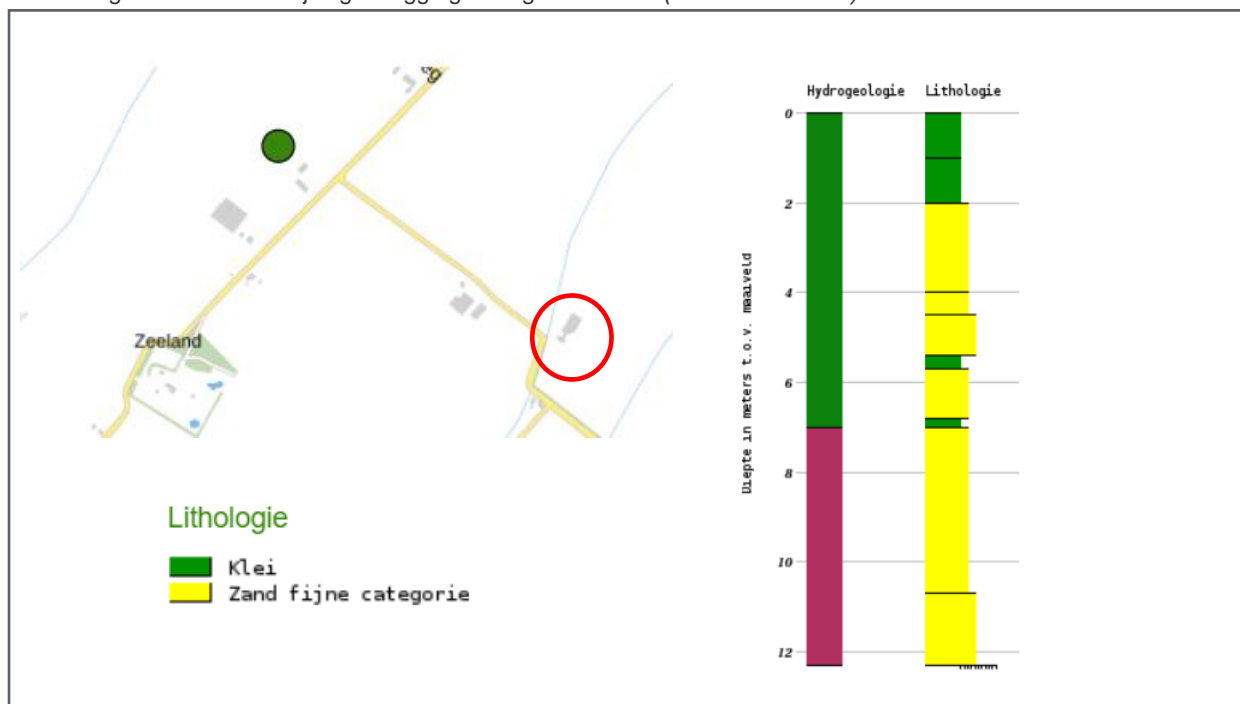 Hydrogeologie Lithologie
0
2
Zeeland
4
6
8
10
12
Diepte in meters t.o.v. maaiveld
Lithologie
Klei
Zand fijne categorie